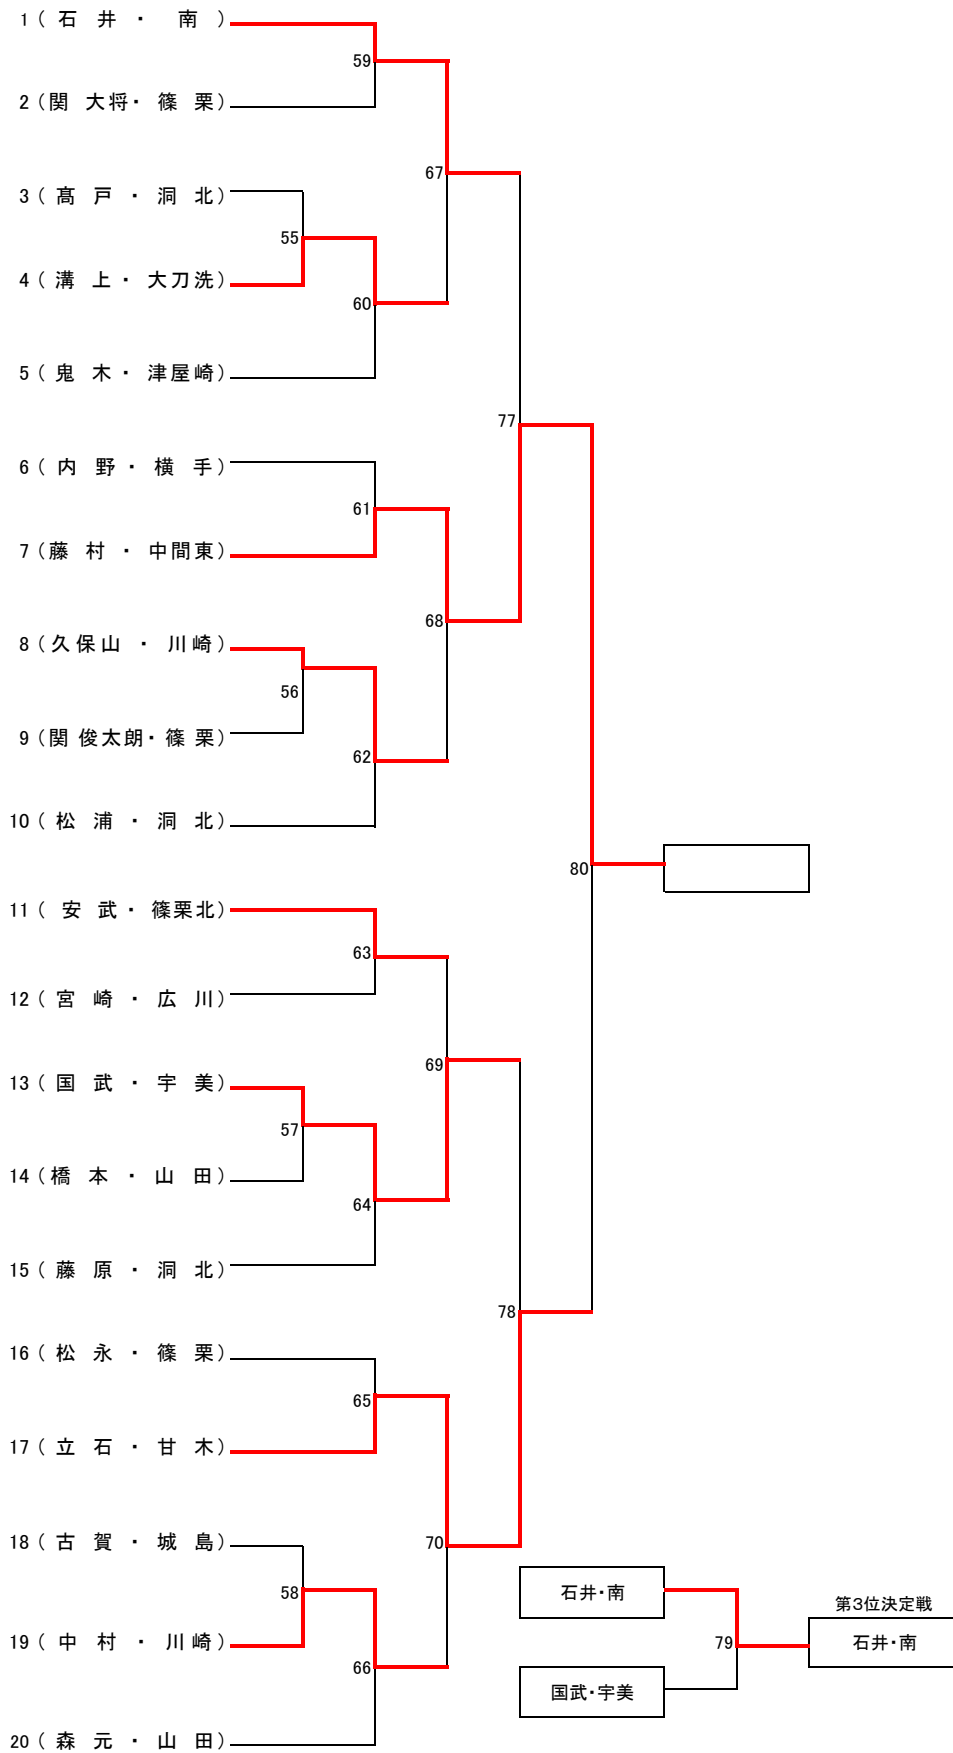 1（石　井　・　　南　）
59
2（関　大将・　篠　栗）
67
3（　髙　戸　・　洞　北）
55
4（　溝　上　・　大刀洗）
60
5（　鬼　木　・　津屋崎）
77
6（　内　野　・　横　手）
61
7（藤　村　・　中間東）
68
8（久保山　・　川崎）
56
9（関 俊太朗・ 篠 栗）
62
10（　松　浦　・　洞　北）
80
11（　安　武　・　篠栗北）
63
12（　宮　崎　・　広　川）
69
13（　国　武　・　宇　美）
57
14（橋　本　・　山　田）
64
15（　藤　原　・　洞　北）
78
16（　松　永　・　篠　栗）
65
17（　立　石　・　甘　木）
70
18（　古　賀　・　城　島）
58
石井・南
第3位決定戦
19（　中　村　・　川崎）
79
石井・南
66
国武・宇美
20（　森　元　・　山　田）